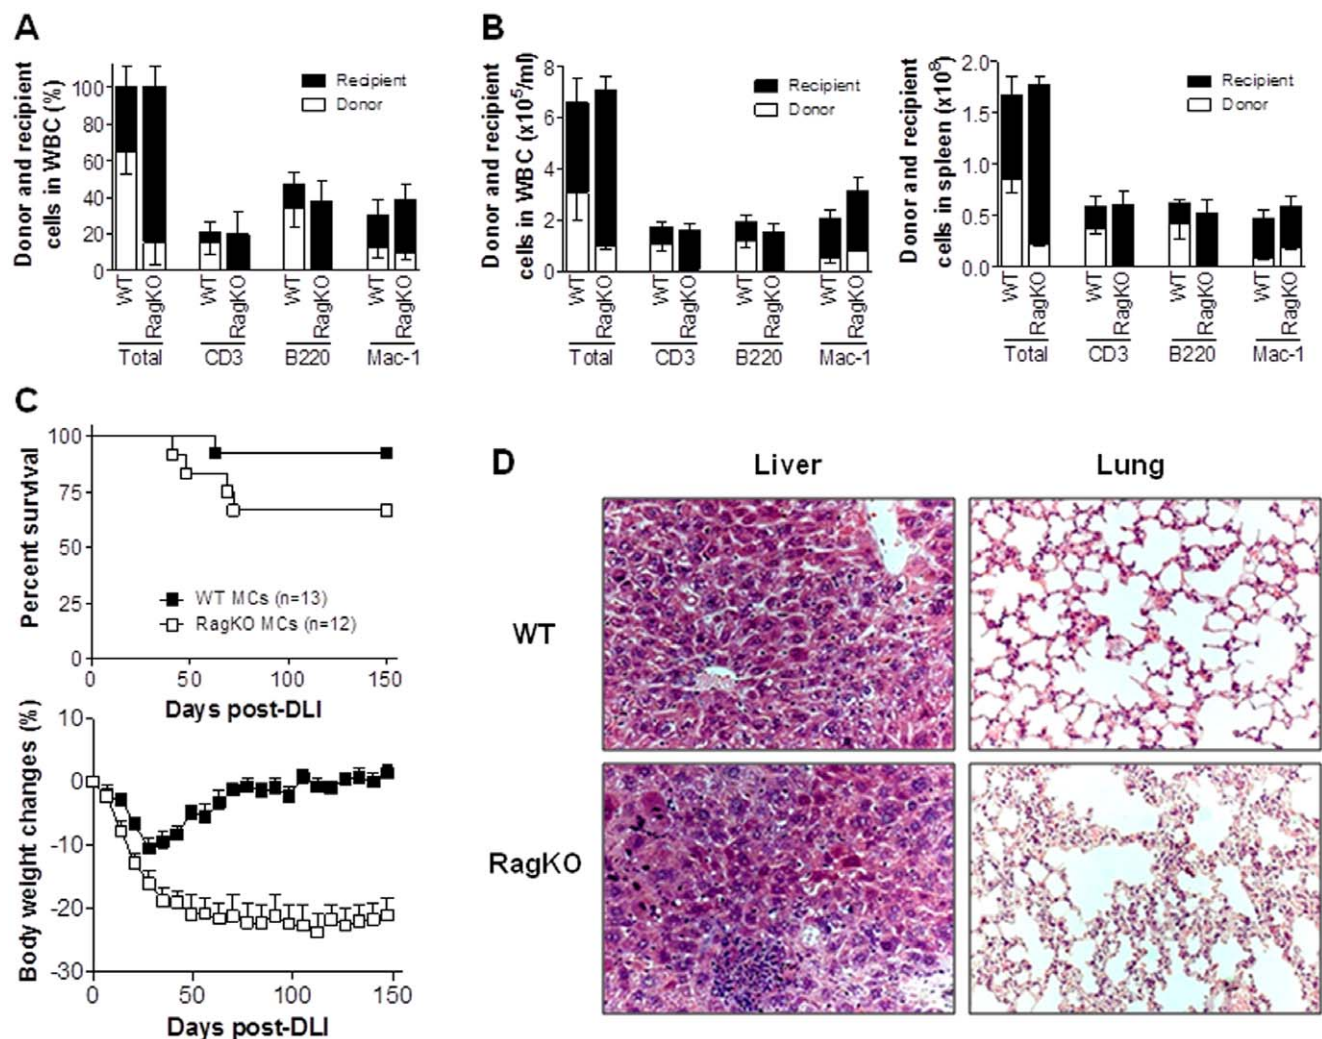 A
Donor and recipient
cells in WBC (%)
100
80
60
40
20
0
Recipient
Donor
WT
RagKO
WT
RagKO
WT
RagKO
WT
RagKO
Total
CD3
B220
Mac-1
B
Donor and recipient
cells in WBC (x10⁵/ml)
8
6
4
2
0
Recipient
Donor
WT
RagKO
WT
RagKO
WT
RagKO
WT
RagKO
Total
CD3
B220
Mac-1
Donor and recipient
cells in spleen (x10⁸)
2.0
1.5
1.0
0.5
0.0
Recipient
Donor
WT
RagKO
WT
RagKO
WT
RagKO
WT
RagKO
Total
CD3
B220
Mac-1
C
Percent survival
100
75
50
25
0
WT MCs (n=13)
RagKO MCs (n=12)
0 50 100 150
Days post-DLI
Body weight changes (%)
10
0
-10
-20
-30
0 50 100 150
Days post-DLI
D
Liver Lung
WT
RagKO